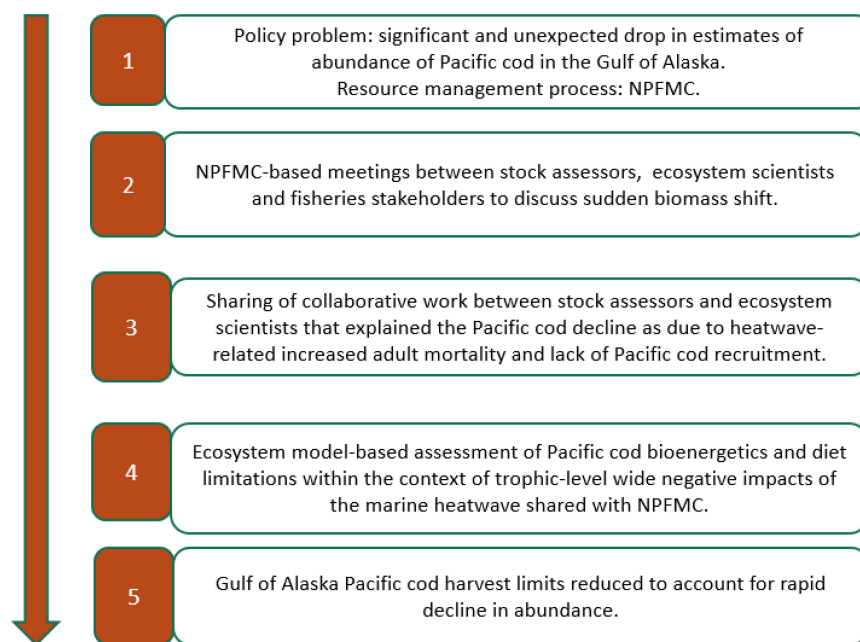 1
Policy problem: significant and unexpected drop in estimates of
abundance of Pacific cod in the Gulf of Alaska.
Resource management process: NPFMC.
2
NPFMC-based meetings between stock assessors, ecosystem scientists
and fisheries stakeholders to discuss sudden biomass shift.
3
Sharing of collaborative work between stock assessors and ecosystem
scientists that explained the Pacific cod decline as due to heatwave-
related increased adult mortality and lack of Pacific cod recruitment.
4
Ecosystem model-based assessment of Pacific cod bioenergetics and diet
limitations within the context of trophic-level wide negative impacts of
the marine heatwave shared with NPFMC.
5
Gulf of Alaska Pacific cod harvest limits reduced to account for rapid
decline in abundance.